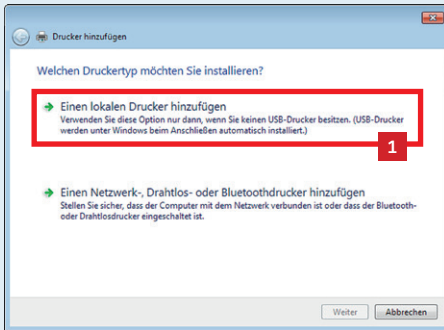 Drucker hinzufügen
Welchen Druckertyp möchten Sie installieren?
Einen lokalen Drucker hinzufügen
Verwenden Sie diese Option nur dann, wenn Sie keinen USB-Drucker besitzen. (USB-Drucker
werden unter Windows beim Anschließen automatisch installiert.)
1
Einen Netzwerk-, Drahtlos- oder Bluetoothdrucker hinzufügen
Stellen Sie sicher, dass der Computer mit dem Netzwerk verbunden ist oder dass der Bluetooth-
oder Drahtlosdrucker eingeschaltet ist.
Weiter Abbrechen